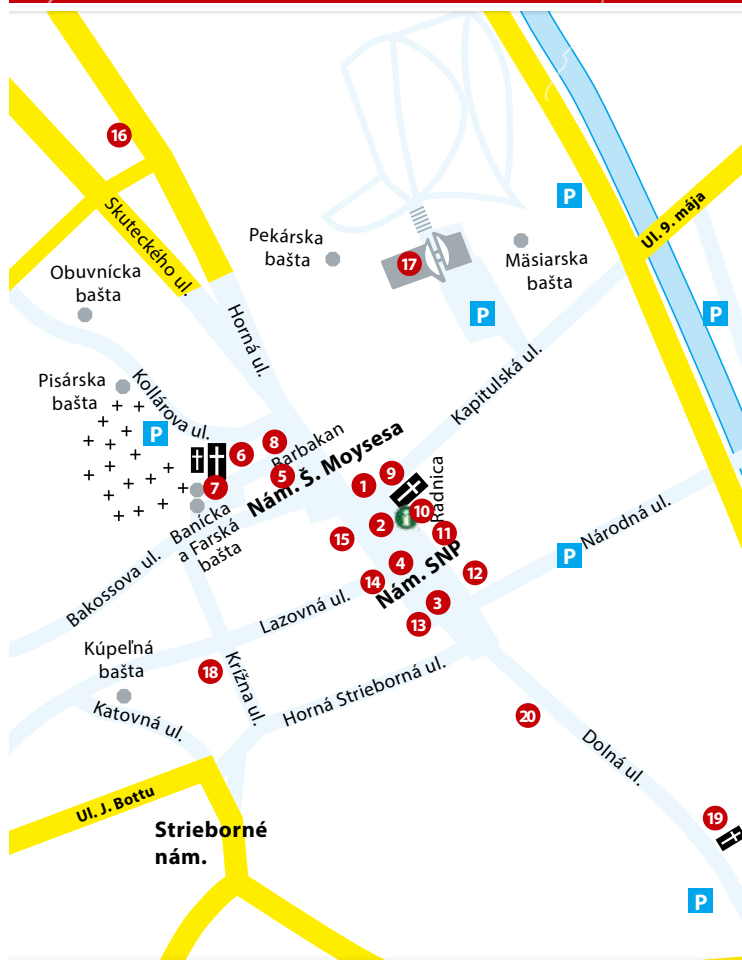 16
Skuteckého ul.
P
Ul. 9. mája
Pekárska
bašta
17
Mäsiarska
bašta
Obuvnícka
bašta
Horná ul.
P
P
Kapitulská ul.
Pisárska
bašta
Kollárova ul.
P
8
Barbakan
6
5
7
Nám. Š. Moysesa
9
1
Radnica
10
2
i
11
15
Banícka
a Farská
bašta
Národná ul.
P
Bakossova ul.
4
Nám. SNP
12
14
3
Lazovná ul.
13
Kúpeľná
bašta
18
Krížna ul.
Horná Strieborná ul.
Katovná ul.
20
Dolná ul.
Ul. J. Bottu
19
Strieborné
nám.
P